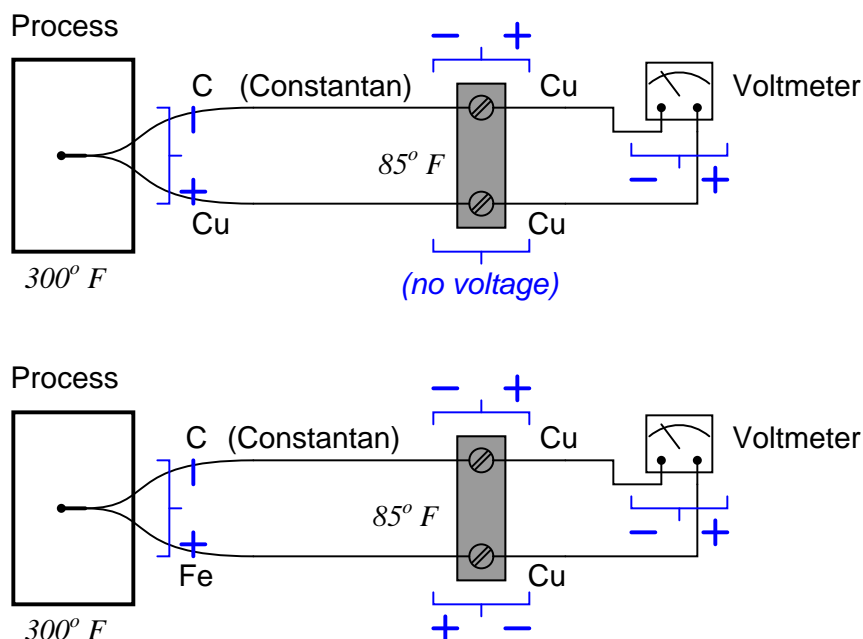 Process
− +
C (Constantan) Cu Voltmeter
85° F
− +
+
Cu Cu
300° F
(no voltage)
Process
− +
C (Constantan) Cu Voltmeter
85° F
− +
+
Fe Cu
300° F
+ −